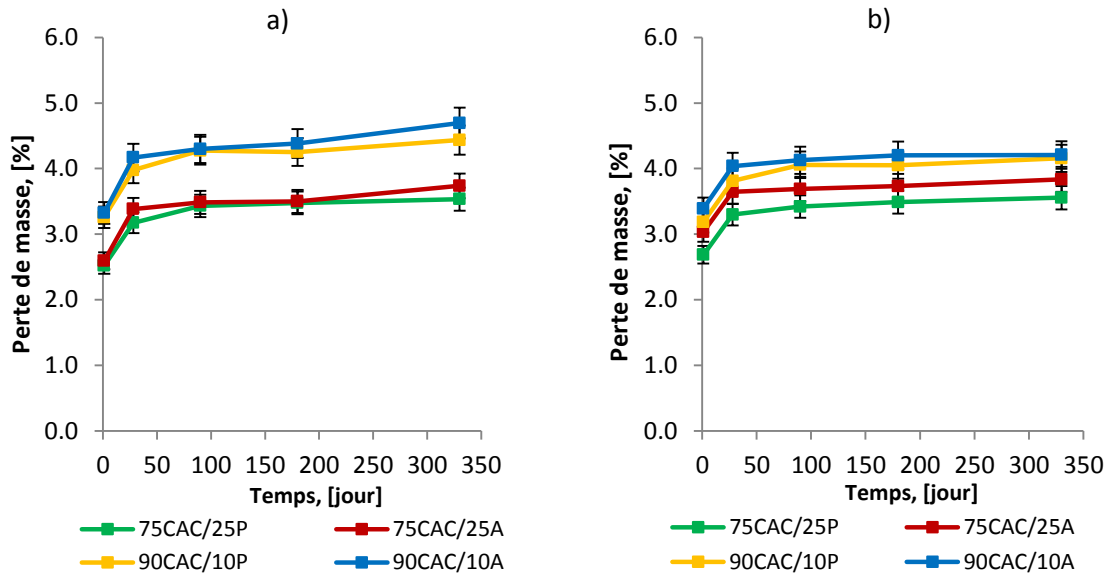 a)
6.0
5.0
4.0
3.0
2.0
1.0
0.0
Perte de masse, [%]
0 50 100 150 200 250 300 350
Temps, [jour]
75CAC/25P 75CAC/25A
90CAC/10P 90CAC/10A
b)
6.0
5.0
4.0
3.0
2.0
1.0
0.0
Perte de masse, [%]
0 50 100 150 200 250 300 350
Temps, [jour]
75CAC/25P 75CAC/25A
90CAC/10P 90CAC/10A